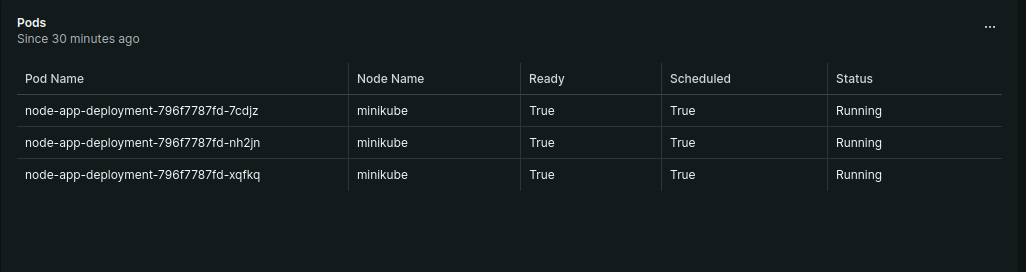 Pods
Since 30 minutes ago
...
Pod Name Node Name Ready Scheduled Status
node-app-deployment-796f7787fd-7cdjz minikube True True Running
node-app-deployment-796f7787fd-nh2jn minikube True True Running
node-app-deployment-796f7787fd-xqfkq minikube True True Running